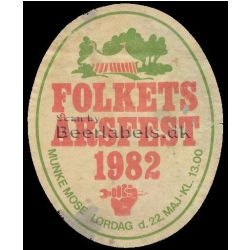 FOLKETS
Scan by
ÅRSFEST
Beerlabels.dk
1982
MUNKE MOSE LØRDAG d. 22. MAJ · KL. 13.00